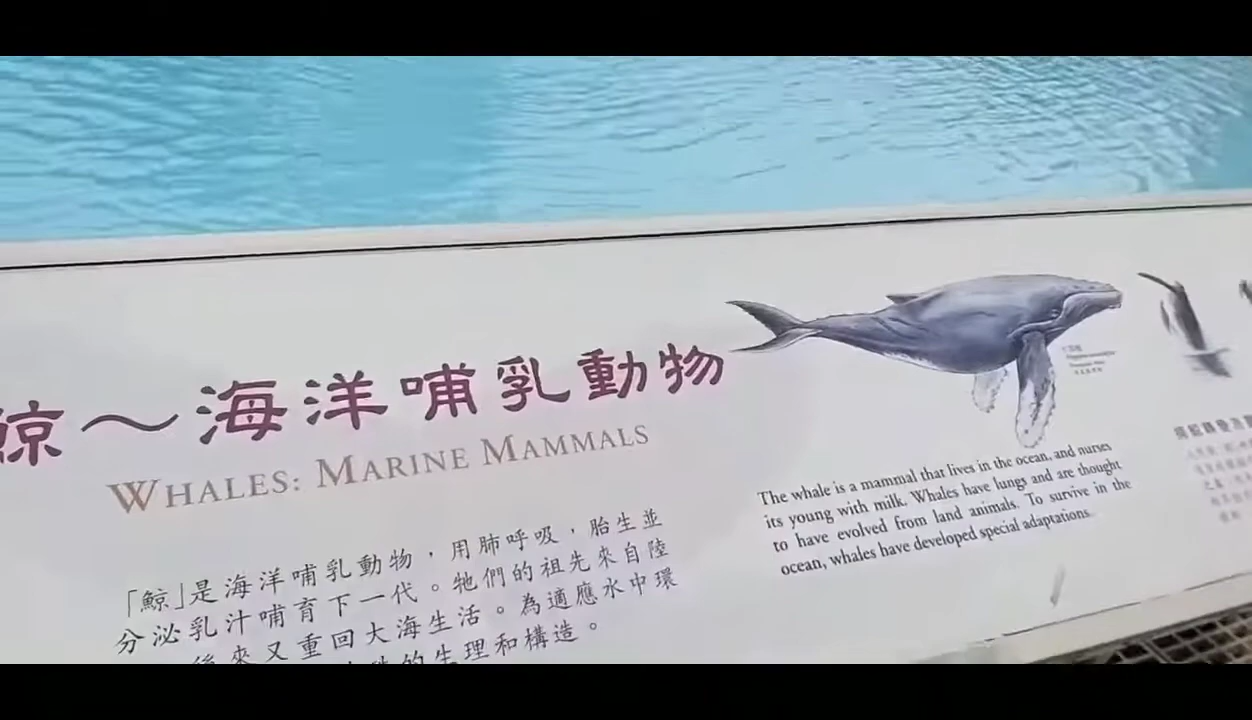 鯨～海洋哺乳動物
WHALES: MARINE MAMMALS
「鯨」是海洋哺乳動物，用肺呼吸，胎生並
分泌乳汁哺育下一代。牠們的祖先來自陸
後來又重回大海生活。為適應水中環
的生理和構造。
The whale is a mammal that lives in the ocean, and nurses
its young with milk. Whales have lungs and are thought
to have evolved from land animals. To survive in the
ocean, whales have developed special adaptations.